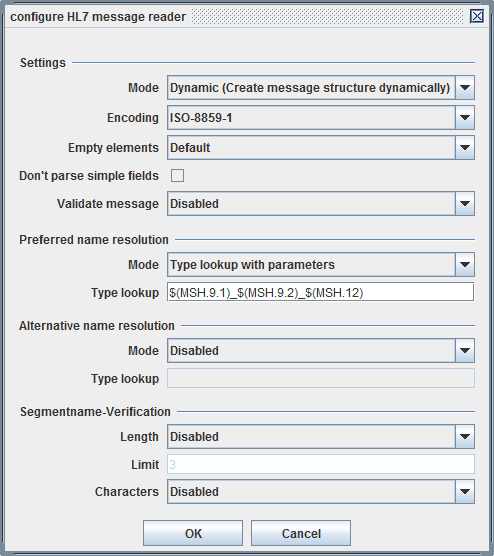 configure HL7 message reader
Settings
Mode Dynamic (Create message structure dynamically)
Encoding ISO-8859-1
Empty elements Default
Don't parse simple fields
Validate message Disabled
Preferred name resolution
Mode Type lookup with parameters
Type lookup $(MSH.9.1)_$(MSH.9.2)_$(MSH.12)
Alternative name resolution
Mode Disabled
Type lookup
Segmentname-Verification
Length Disabled
Limit 3
Characters Disabled
OK Cancel